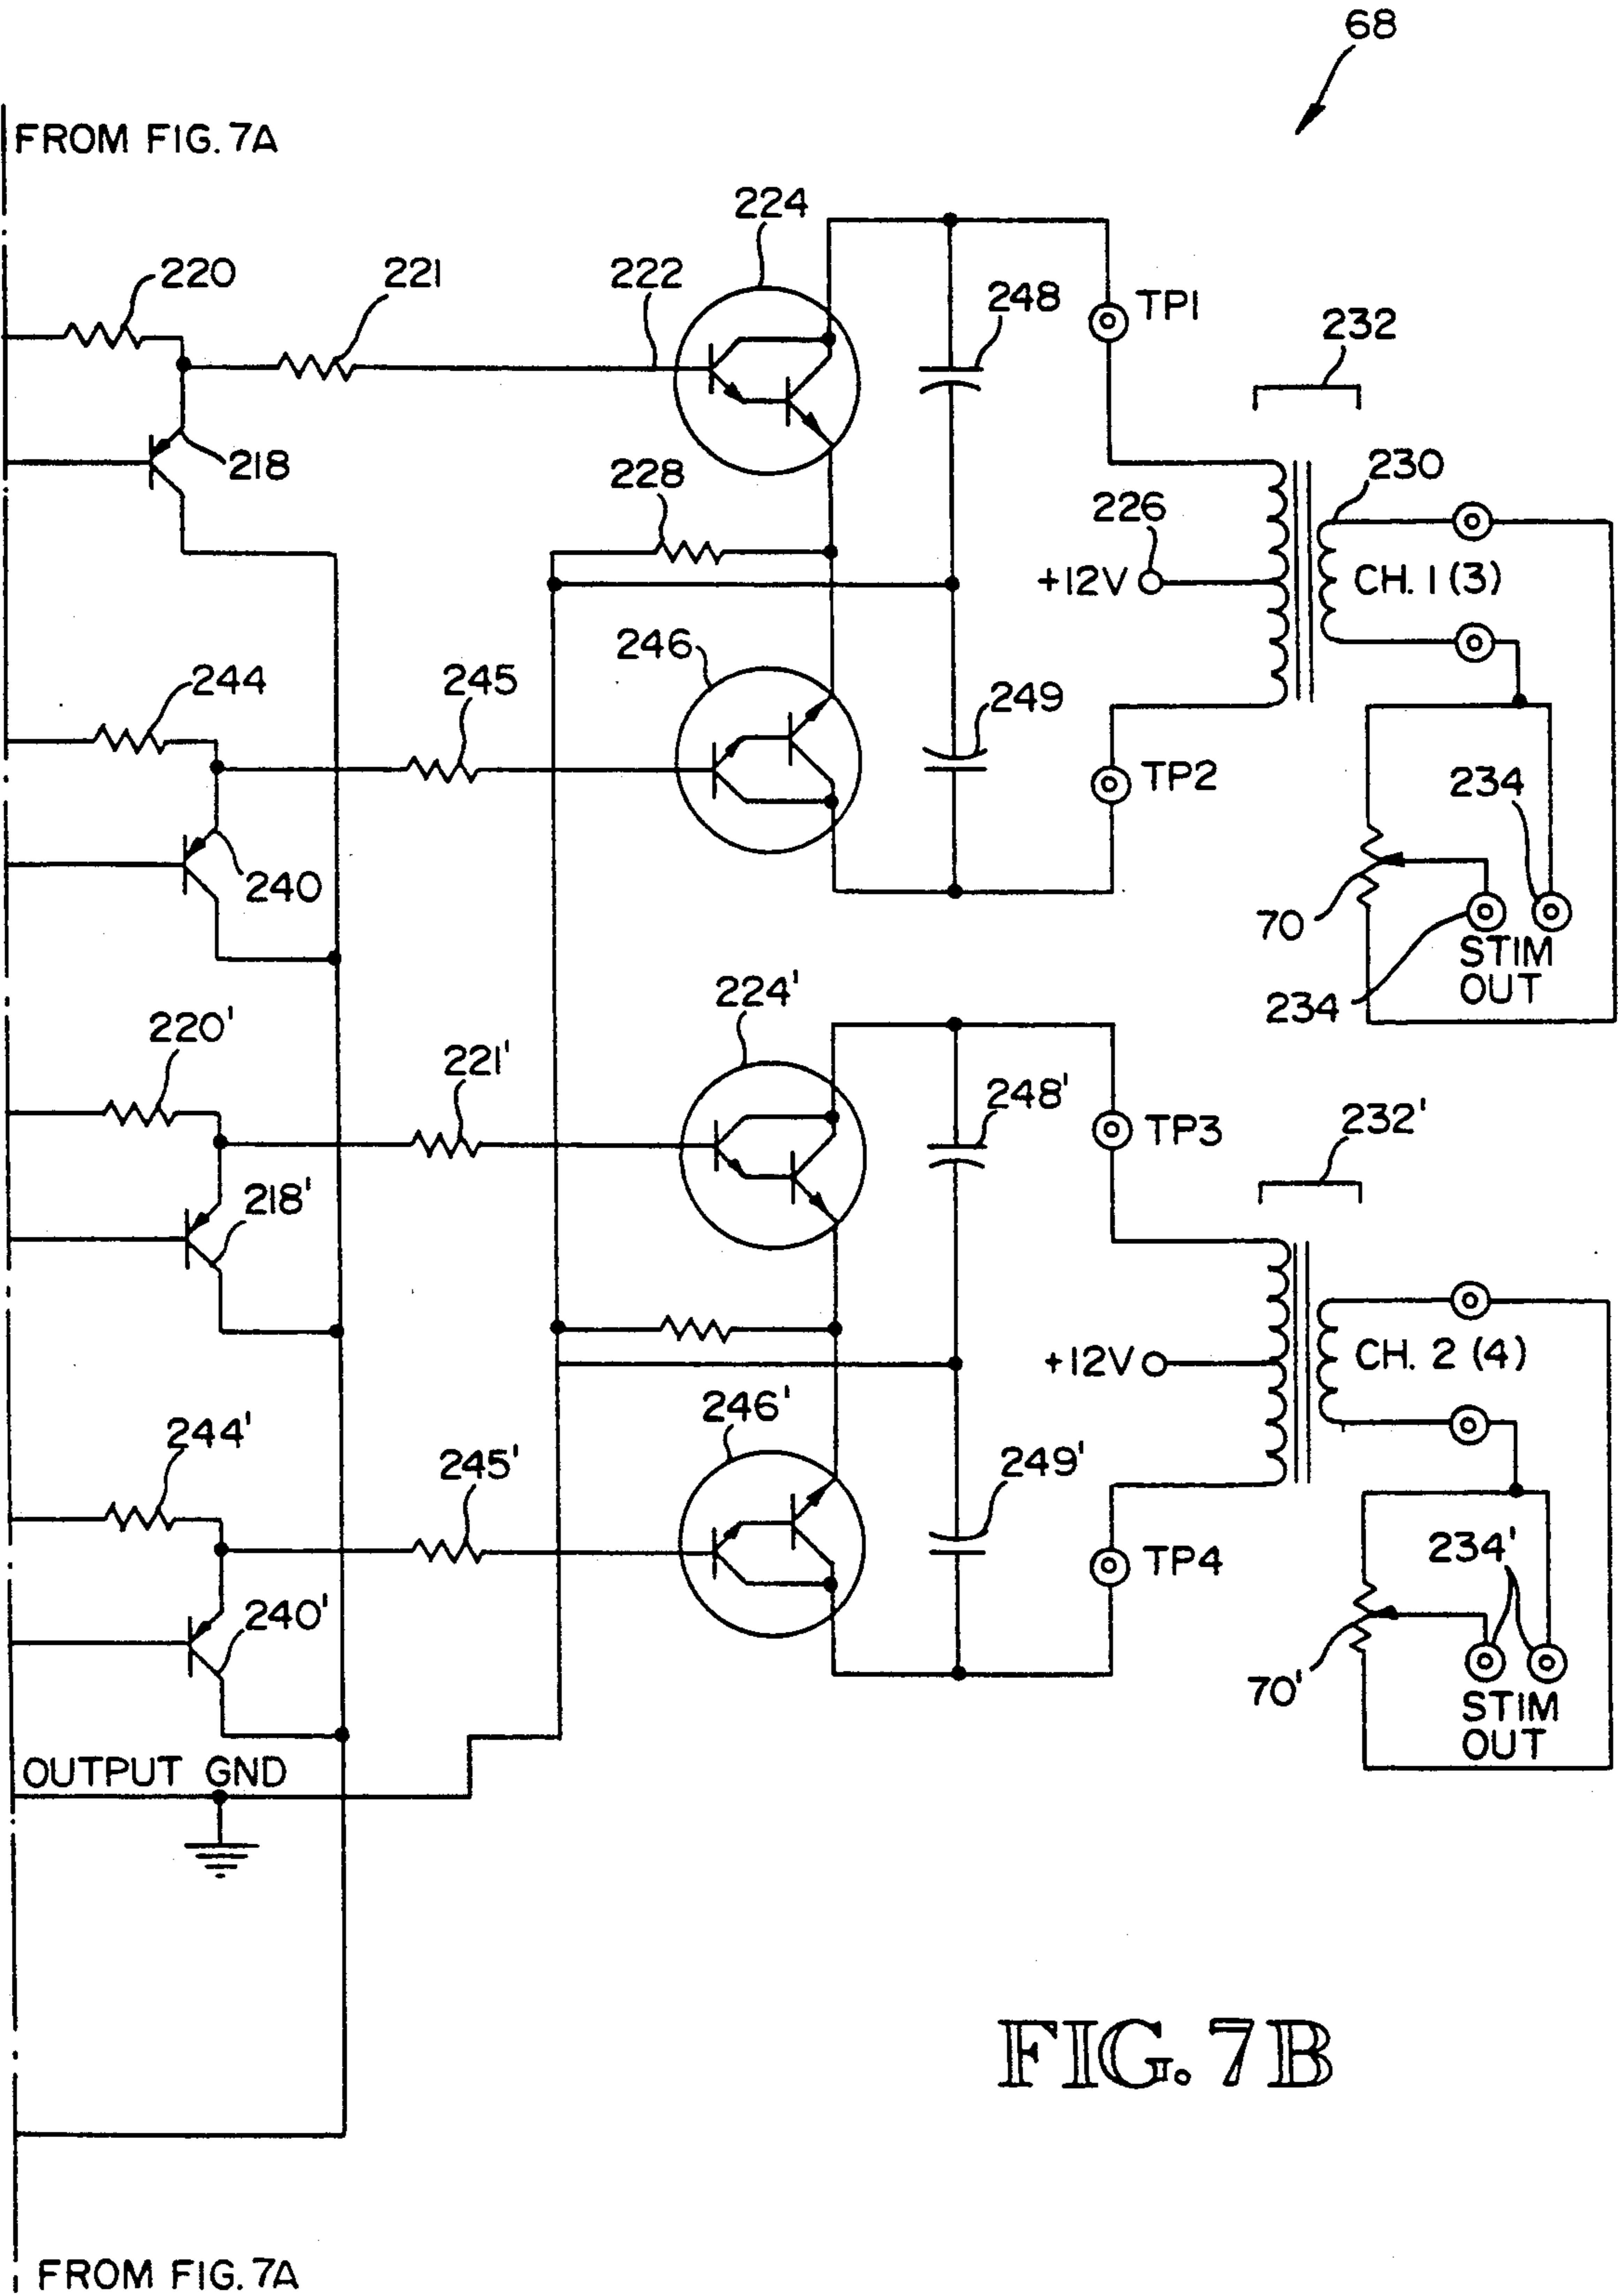 68
FROM FIG. 7A
224
220
221
222
248
TP1
232
218
228
230
226
+12V
CH. 1 (3)
246
244
245
249
TP2
234
240
70
STIM
OUT
234
224'
220'
221'
248'
TP3
232'
218'
+12V
CH. 2 (4)
246'
244'
245'
249'
TP4
234'
240'
70'
STIM
OUT
OUTPUT GND
FIG. 7B
FROM FIG. 7A